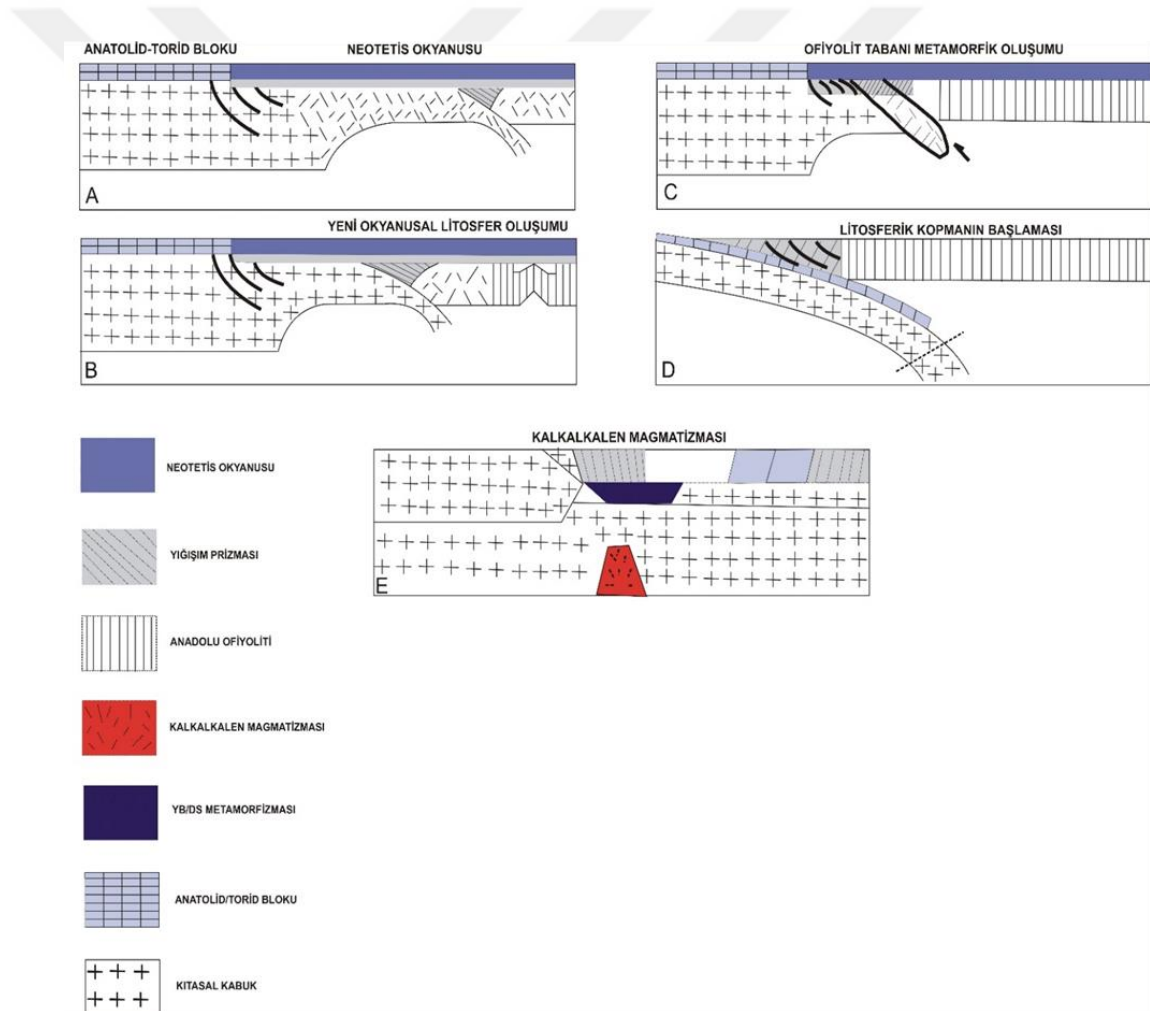 ANATOLİD-TORİD BLOKU
NEOTETİS OKYANUSU
A
YENİ OKYANUSAL LİTOSFER OLUŞUMU
B
OFİYOLİT TABANI METAMORFİK OLUŞUMU
C
LİTOSFERİK KOPMANIN BAŞLAMASI
D
KALKALKALEN MAGMATİZMASI
E
NEOTETİS OKYANUSU
YIĞIŞIM PRİZMASI
ANADOLU OFİYOLİTİ
KALKALKALEN MAGMATİZMASI
YB/DS METAMORFİZMASI
ANATOLİD/TORİD BLOKU
KITASAL KABUK